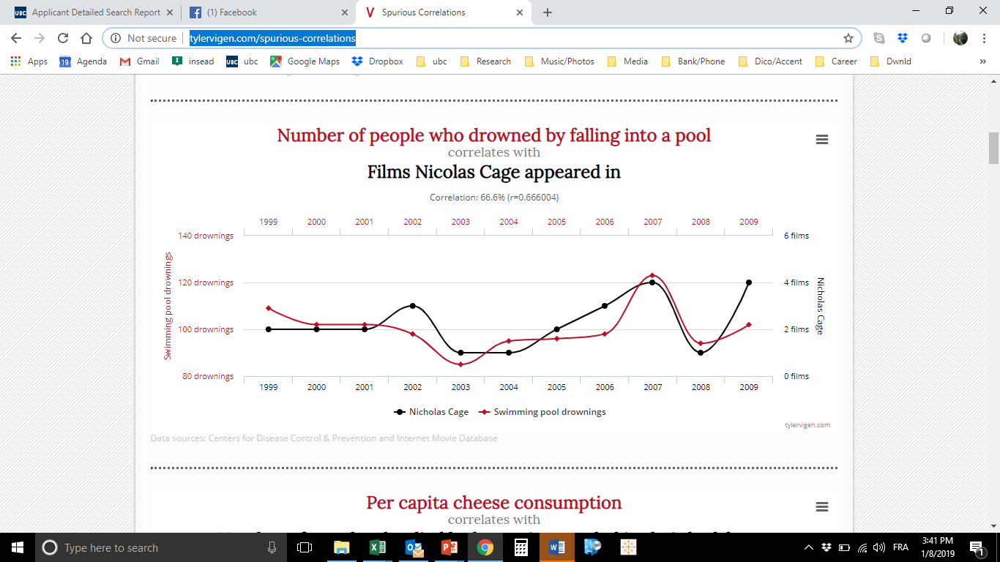 Applicant Detailed Search Report
(1) Facebook
Spurious Correlations
Not secure
tylervigen.com/spurious-correlations
Apps
19 Agenda
Gmail
insead
UBC ubc
Google Maps
Dropbox
ubc
Research
Music/Photos
Media
Bank/Phone
Dico/Accent
Career
Dwnld
»
Number of people who drowned by falling into a pool
correlates with
Films Nicolas Cage appeared in
Correlation: 66.6% (r=0.666004)
1999 2000 2001 2002 2003 2004 2005 2006 2007 2008 2009
140 drownings
120 drownings
100 drownings
80 drownings
Swimming pool drownings
6 films
4 films
2 films
0 films
Nicholas Cage
1999 2000 2001 2002 2003 2004 2005 2006 2007 2008 2009
Nicholas Cage
Swimming pool drownings
tylervigen.com
Data sources: Centers for Disease Control & Prevention and Internet Movie Database
Per capita cheese consumption
correlates with
Type here to search
FRA
3:41 PM
1/8/2019
1